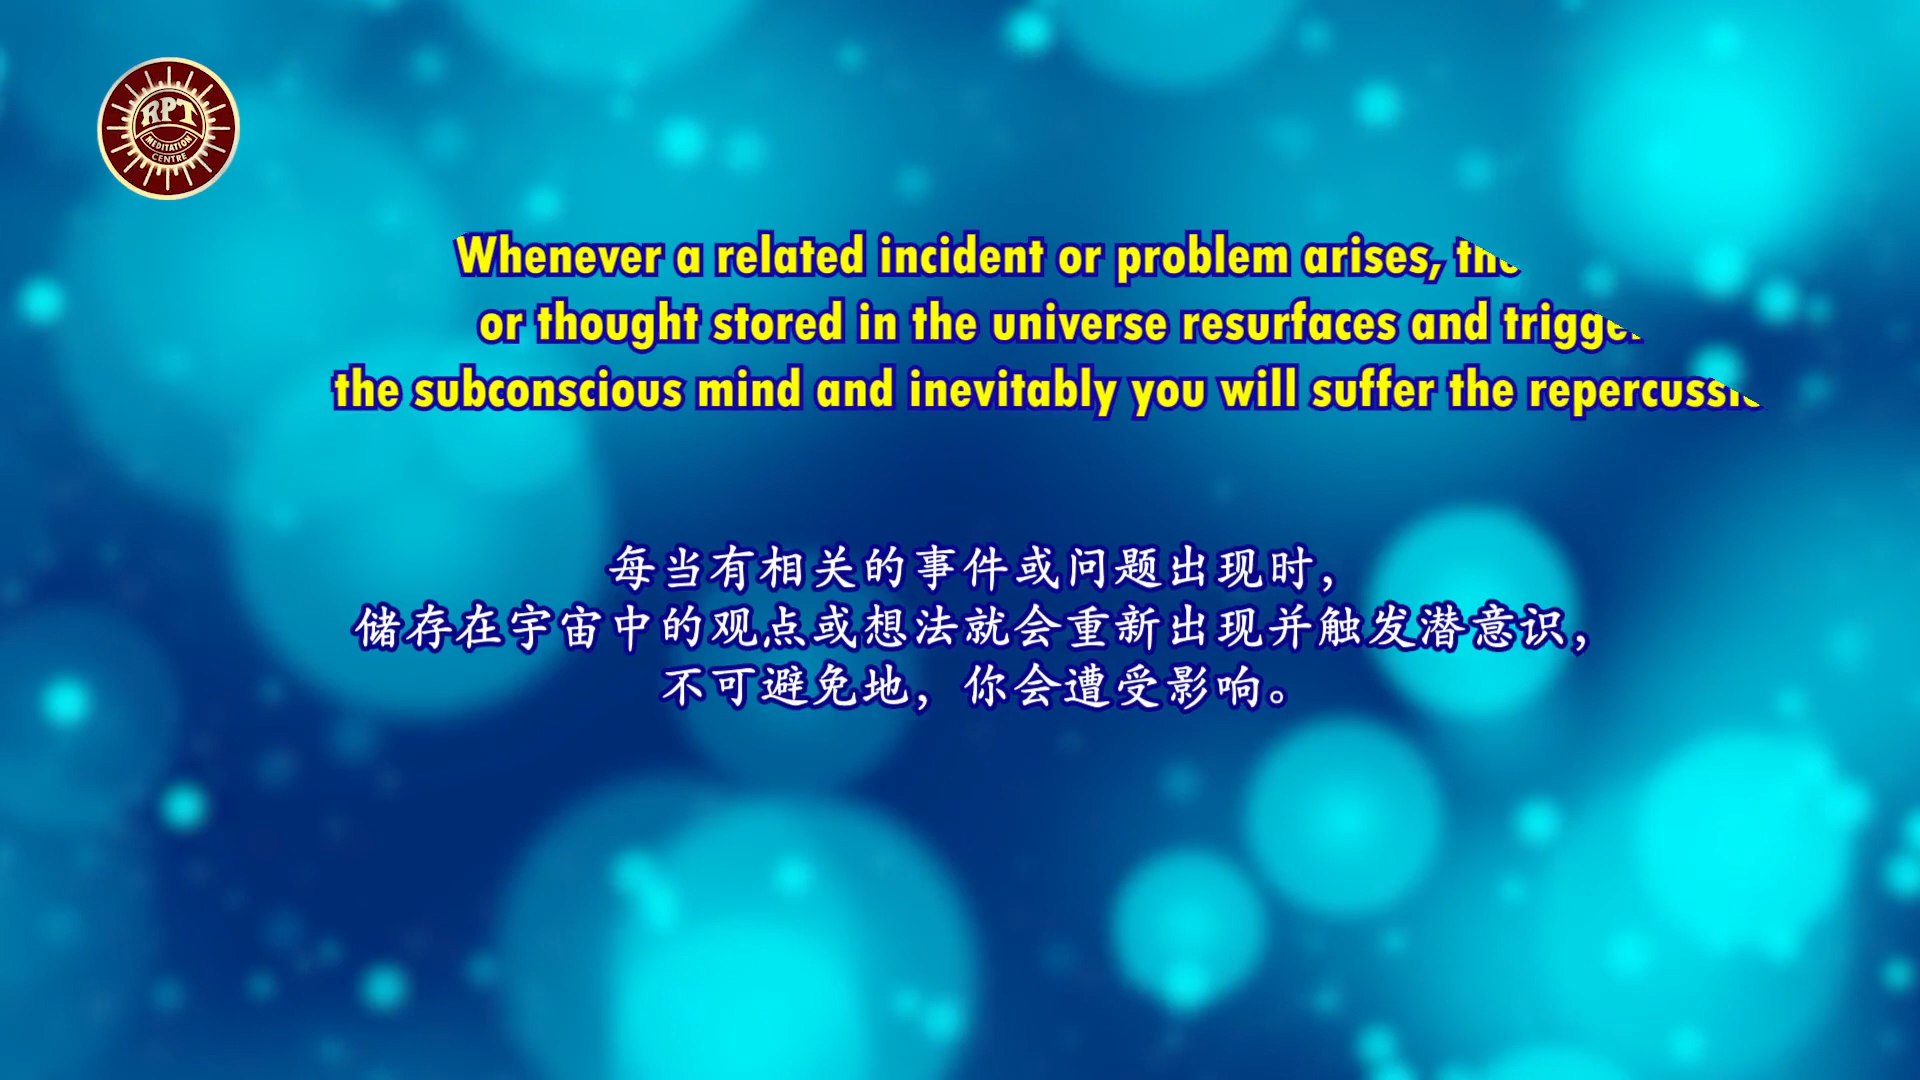 RPT
MEDITATION
CENTRE
Whenever a related incident or problem arises,
or thought stored in the universe resurfaces and
the subconscious mind and inevitably you will suffer the
每当有相关的事件或问题出现时，
储存在宇宙中的观点或想法就会重新出现并触发潜意识，
不可避免地，你会遭受影响。